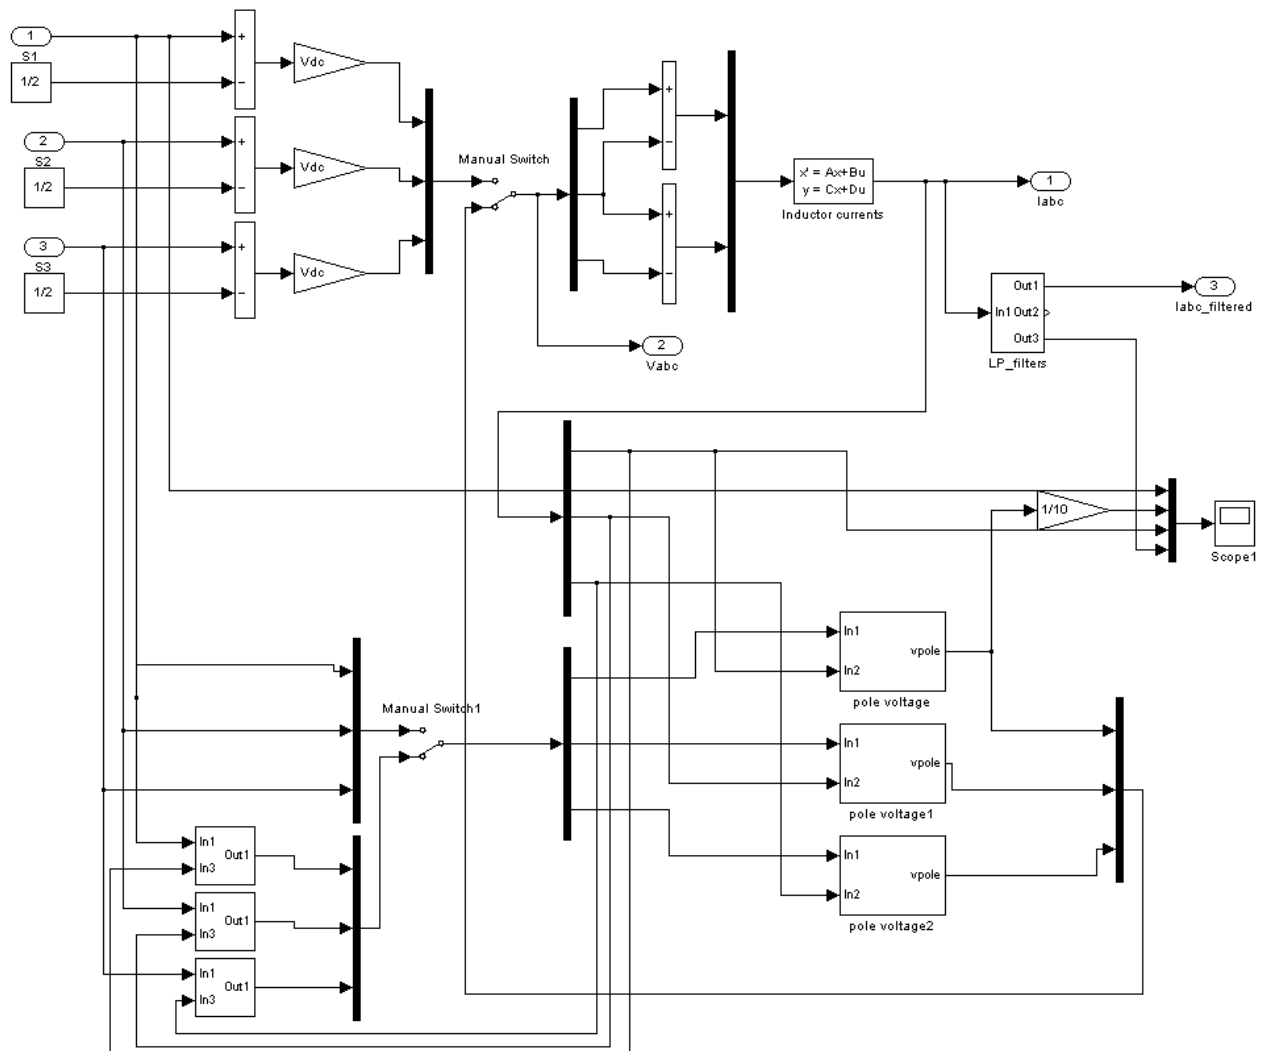 1
+
S1
Vdc
1/2
−
2
+
Manual Switch
S2
Vdc
1/2
−
3
+
S3
Vdc
1/2
−
+
−
+
−
x' = Ax+Bu
y = Cx+Du
Inductor currents
1
Iabc
2
Vabc
Out1
In1 Out2
Out3
LP_filters
3
Iabc_filtered
1/10
Scope1
In1
vpole
In2
pole voltage
Manual Switch1
In1
vpole
In2
pole voltage1
In1
vpole
In2
pole voltage2
In1
Out1
In3
In1
Out1
In3
In1
Out1
In3